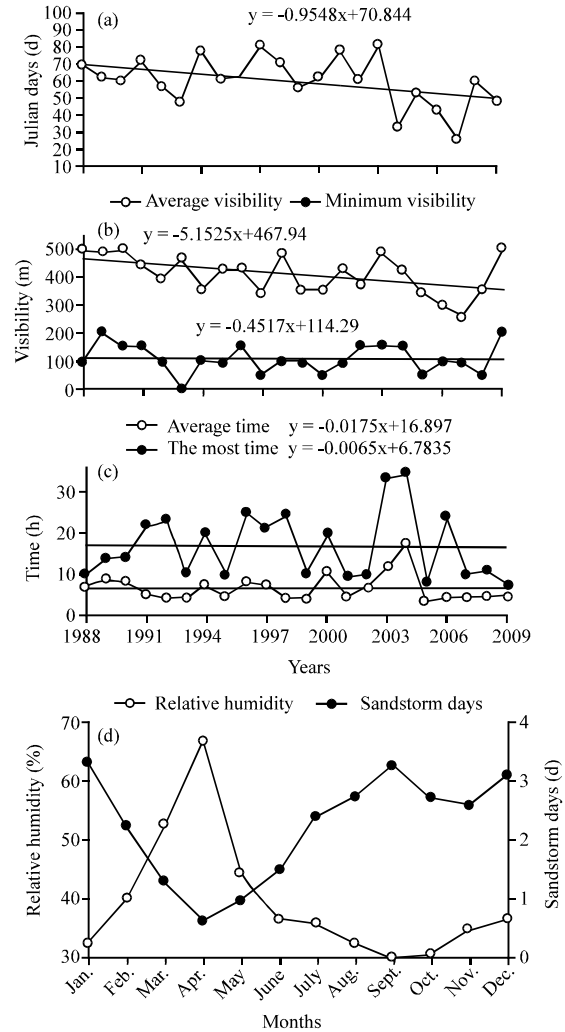 (a)
y = -0.9548x+70.844
Julian days (d)
100
90
80
70
60
50
40
30
20
10
Average visibility
Minimum visibility
(b)
y = -5.1525x+467.94
Visibility (m)
500
400
300
200
100
0
y = -0.4517x+114.29
Average time
y = -0.0175x+16.897
The most time
y = -0.0065x+6.7835
(c)
Time (h)
30
20
10
0
1988
1991
1994
1997
2000
2003
2006
2009
Years
Relative humidity
Sandstorm days
(d)
Relative humidity (%)
70
60
50
40
30
4
3
2
1
0
Sandstorm days (d)
Jan.
Feb.
Mar.
Apr.
May
June
July
Aug.
Sept.
Oct.
Nov.
Dec.
Months